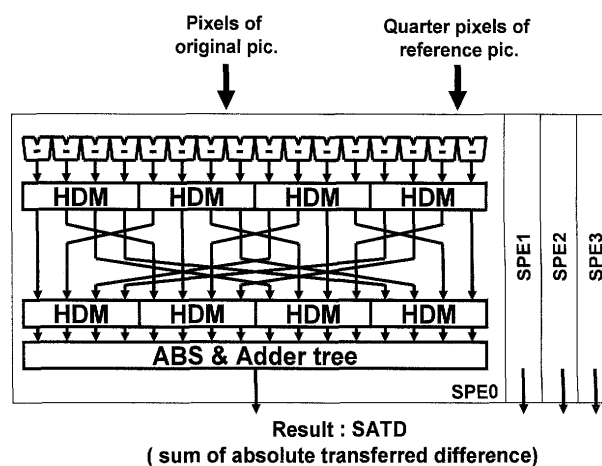 Pixels of
original pic.
Quarter pixels of
reference pic.
- - - - - - - - - - - - - - - -
HDM HDM HDM HDM
HDM HDM HDM HDM
ABS & Adder tree
SPE0
SPE1
SPE2
SPE3
Result : SATD
( sum of absolute transferred difference)